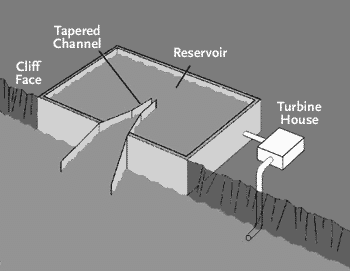 Tapered
Channel
Reservoir
Cliff
Face
Turbine
House